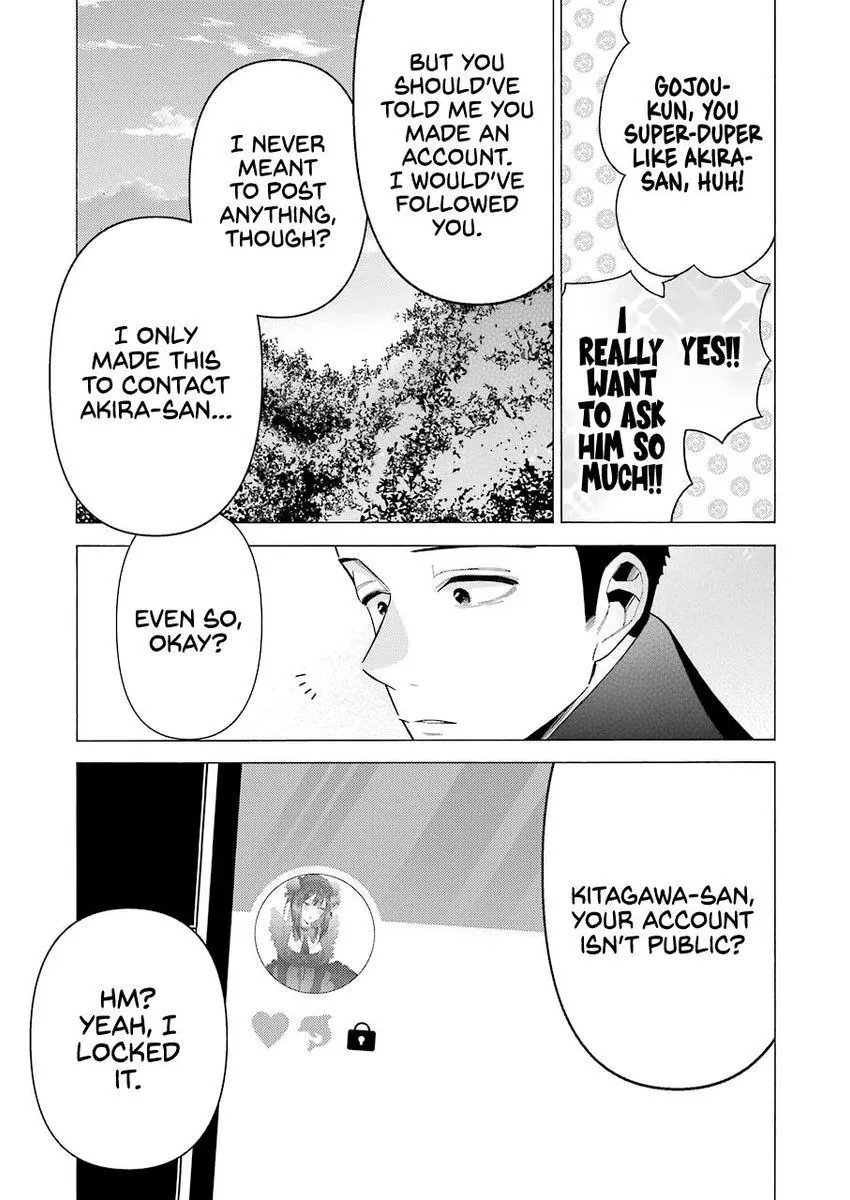 GOJOU-
KUN, YOU
SUPER-DUPER
LIKE AKIRA-
SAN, HUH!
YES!!
I
REALLY
WANT
TO ASK
HIM SO
MUCH!!
BUT YOU
SHOULD'VE
TOLD ME YOU
MADE AN
ACCOUNT.
I WOULD'VE
FOLLOWED
YOU.
I NEVER
MEANT
TO POST
ANYTHING,
THOUGH?
I ONLY
MADE THIS
TO CONTACT
AKIRA-SAN...
EVEN SO,
OKAY?
KITAGAWA-SAN,
YOUR ACCOUNT
ISN'T PUBLIC?
HM?
YEAH, I
LOCKED
IT.